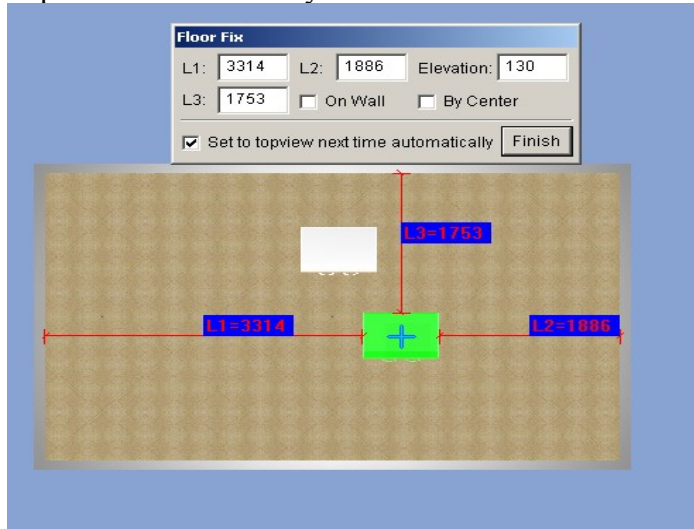 Floor Fix
L1: 3314 L2: 1886 Elevation: 130
L3: 1753 On Wall By Center
Set to topview next time automatically Finish
L3=1753
L1=3314 L2=1886